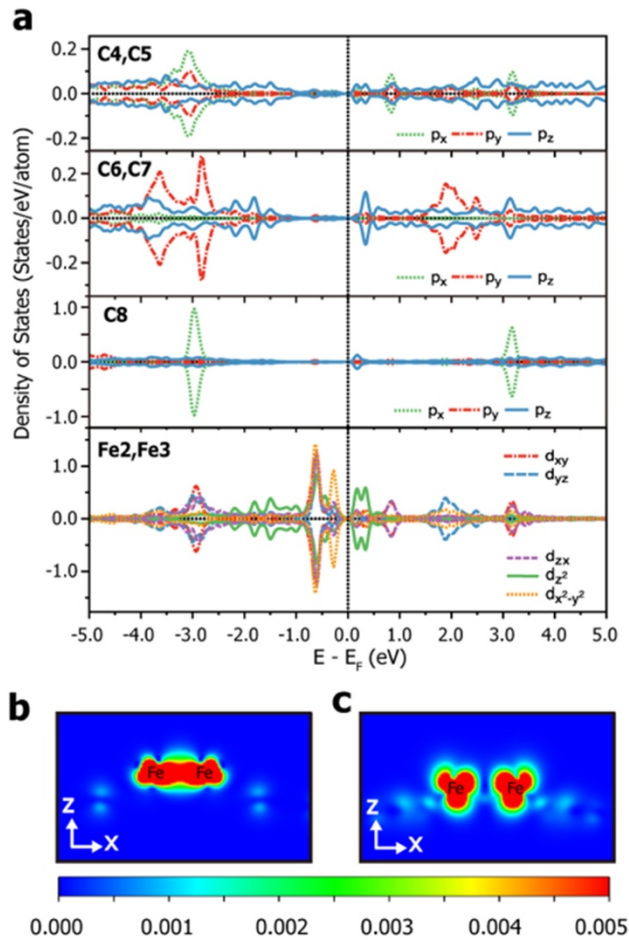 a
Density of States (States/eV/atom)
C4,C5
0.2
0.0
-0.2
px py pz
C6,C7
0.2
0.0
-0.2
px py pz
C8
1.0
0.0
-1.0
px py pz
Fe2,Fe3
1.0
0.0
-1.0
dxy
dyz
dzx
dz²
dx²-y²
-5.0 -4.0 -3.0 -2.0 -1.0 0.0 1.0 2.0 3.0 4.0 5.0
E - EF (eV)
b c
Fe Fe
Z
X
Fe Fe
Z
X
0.000 0.001 0.002 0.003 0.004 0.005